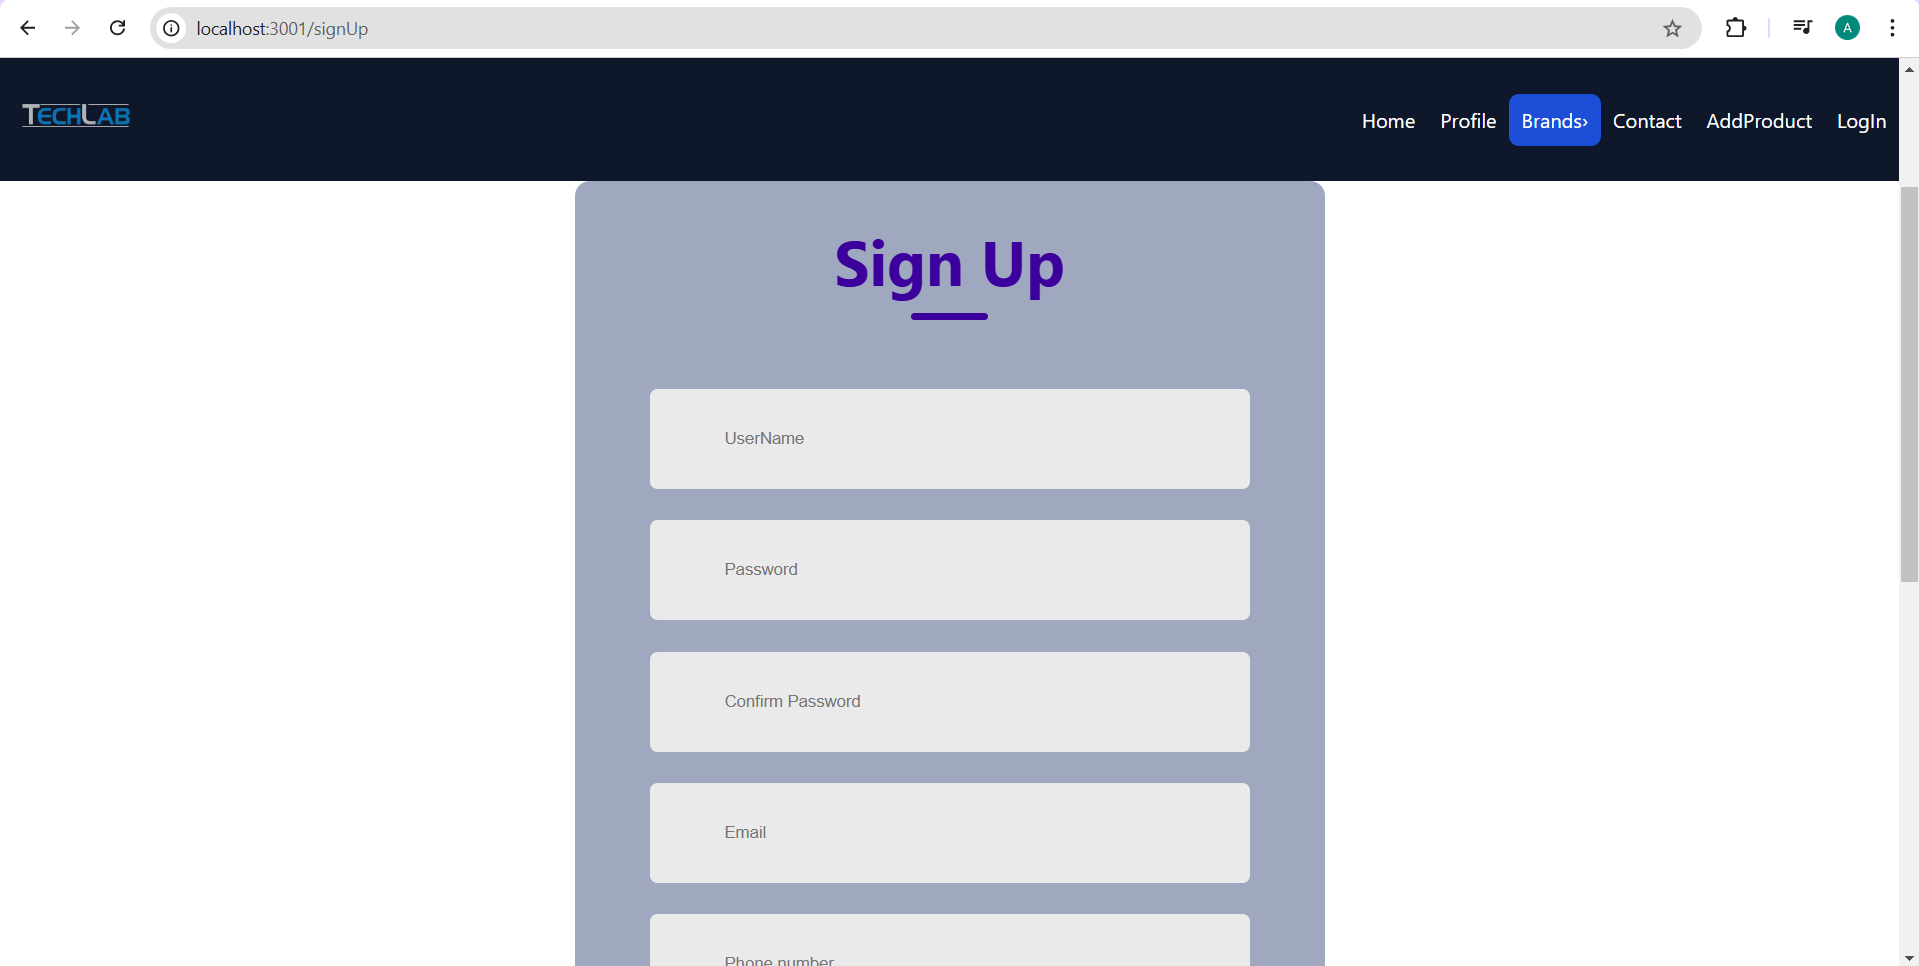 localhost:3001/signUp
A
TECHLAB
Home Profile Brands› Contact AddProduct LogIn
Sign Up
UserName
Password
Confirm Password
Email
Phone number